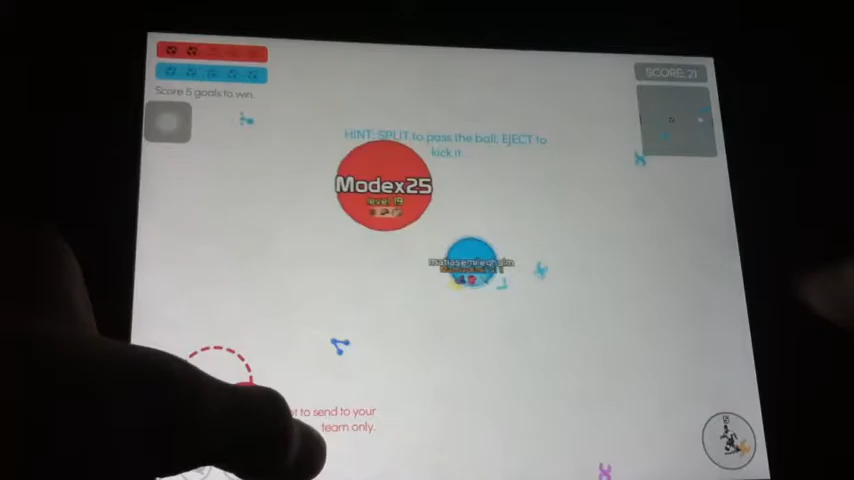 SCORE: 21
Score 5 goals to win.
HINT: SPLIT to pass the ball, EJECT to
kick it
Modex25
level 19
matiasemilegholm
to send to your
team only.